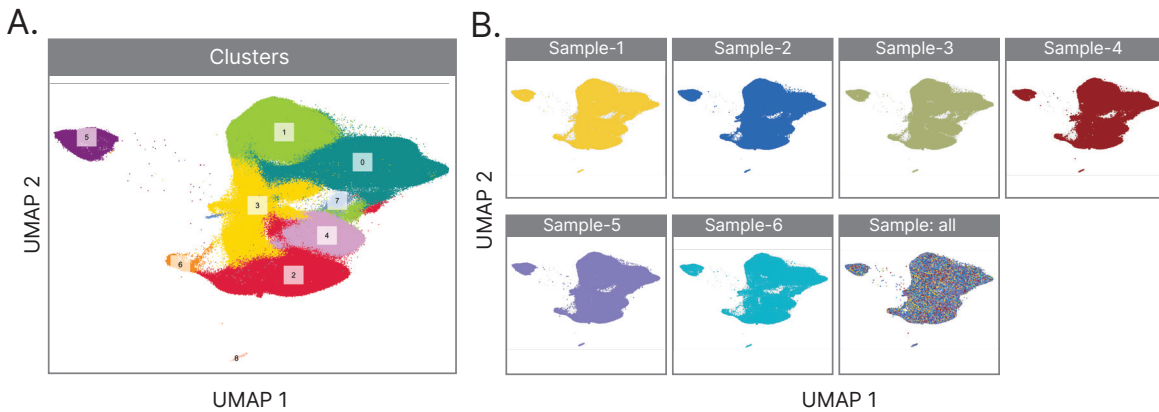 A.
Clusters
5
1
0
7
3
4
6
2
8
UMAP 2
UMAP 1
B.
Sample-1
Sample-2
Sample-3
Sample-4
Sample-5
Sample-6
Sample: all
UMAP 2
UMAP 1